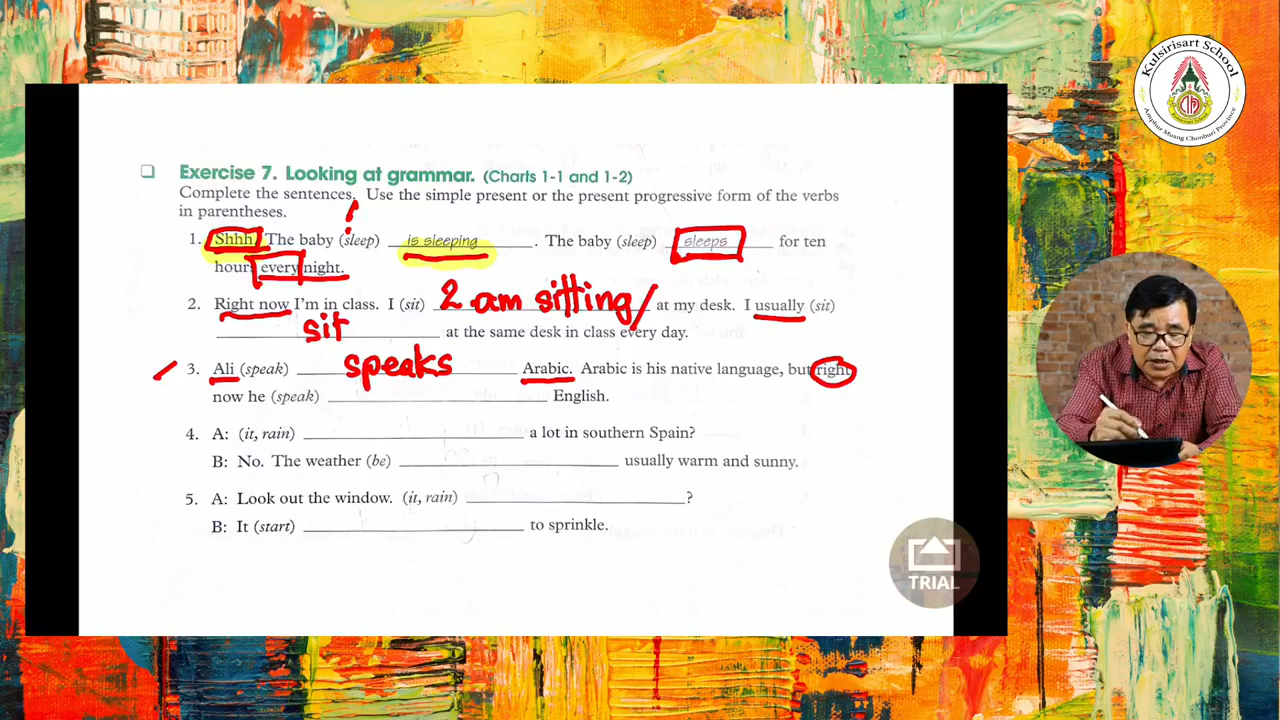 Kulsirisart School
Amphur Muang Chonburi Province
Exercise 7. Looking at grammar. (Charts 1-1 and 1-2)
Complete the sentences. Use the simple present or the present progressive form of the verbs
in parentheses.
1. Shhh! The baby (sleep) is sleeping . The baby (sleep) sleeps for ten
hours every night.
2. Right now I'm in class. I (sit) 2 am sitting at my desk. I usually (sit)
sit at the same desk in class every day.
3. Ali (speak) speaks Arabic. Arabic is his native language, but right
now he (speak) English.
4. A: (it, rain) a lot in southern Spain?
B: No. The weather (be) usually warm and sunny.
5. A: Look out the window. (it, rain) ?
B: It (start) to sprinkle.
TRIAL